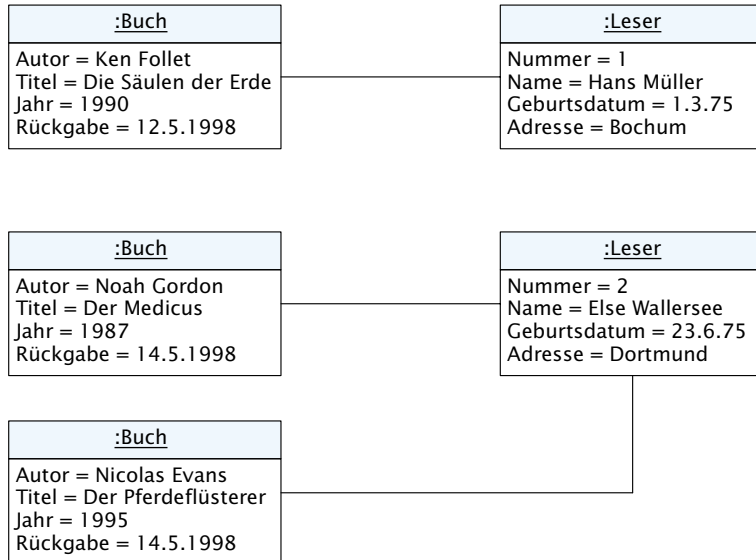 :Buch
Autor = Ken Follet
Titel = Die Säulen der Erde
Jahr = 1990
Rückgabe = 12.5.1998
:Leser
Nummer = 1
Name = Hans Müller
Geburtsdatum = 1.3.75
Adresse = Bochum
:Buch
Autor = Noah Gordon
Titel = Der Medicus
Jahr = 1987
Rückgabe = 14.5.1998
:Leser
Nummer = 2
Name = Else Wallersee
Geburtsdatum = 23.6.75
Adresse = Dortmund
:Buch
Autor = Nicolas Evans
Titel = Der Pferdeflüsterer
Jahr = 1995
Rückgabe = 14.5.1998